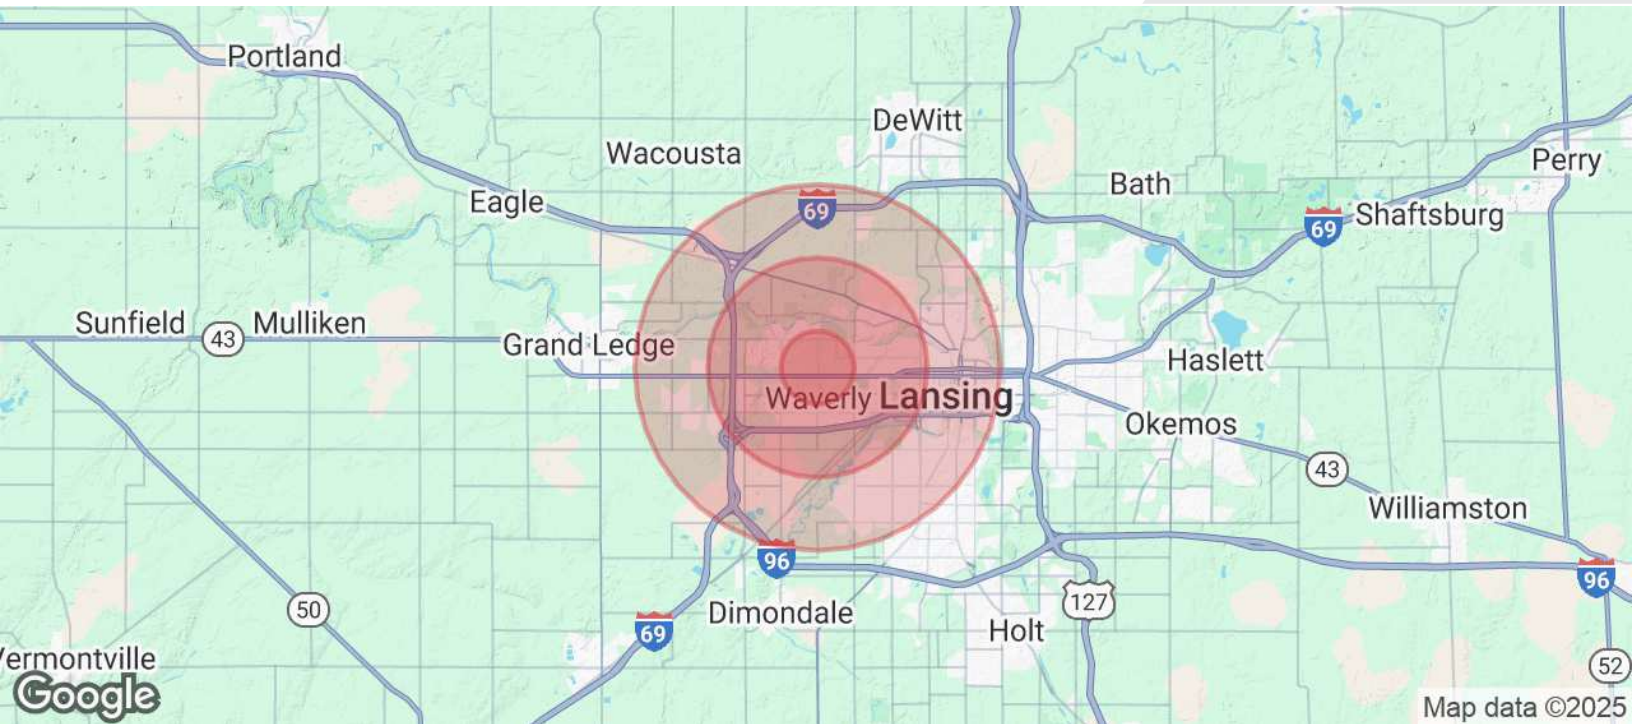 Portland
DeWitt
Wacousta
Perry
Bath
Eagle
69
Shaftsburg
69
Sunfield
43
Mulliken
Grand Ledge
Haslett
Waverly
Lansing
Okemos
43
Williamston
96
96
50
127
Dimondale
69
Holt
Vermontville
52
Google
Map data ©2025